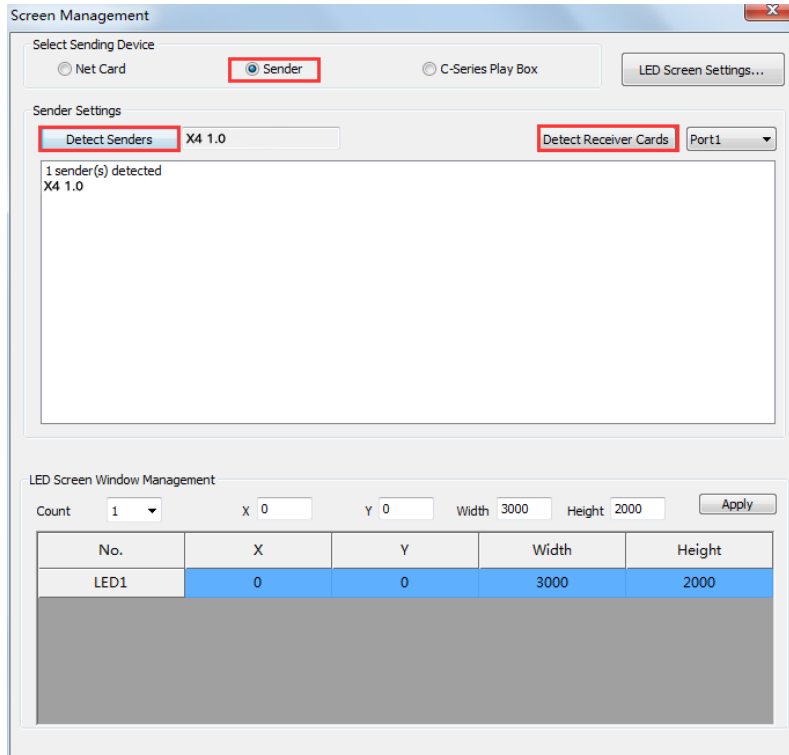 Screen Management
x
Select Sending Device
Net Card Sender C-Series Play Box LED Screen Settings...
Sender Settings
Detect Senders X4 1.0 Detect Receiver Cards Port1
1 sender(s) detected
X4 1.0
LED Screen Window Management
Count 1 X 0 Y 0 Width 3000 Height 2000 Apply
No. X Y Width Height
LED1 0 0 3000 2000